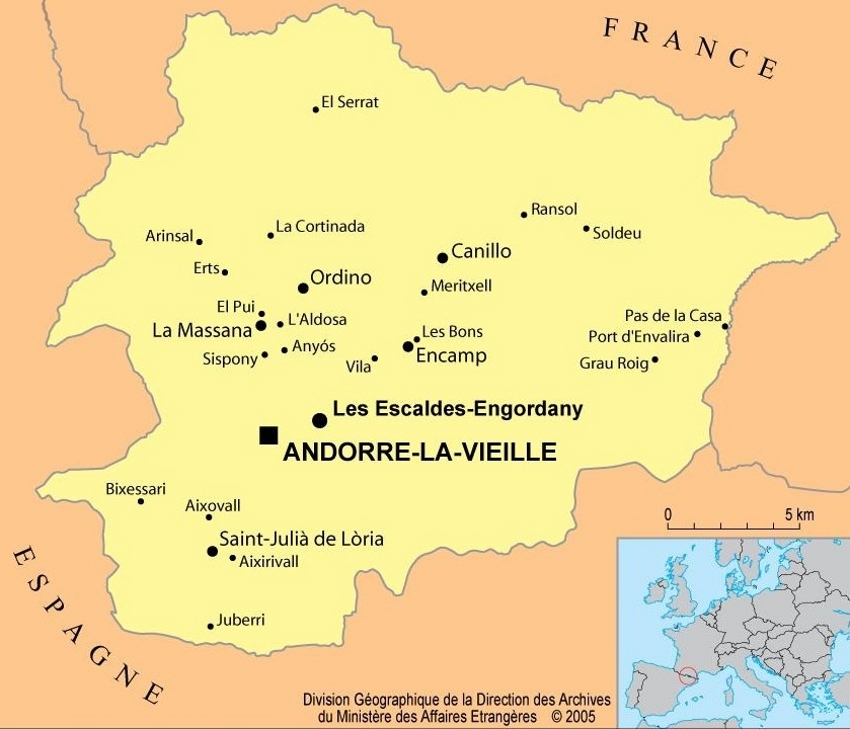 FRANCE
El Serrat
Ransol
La Cortinada
Soldeu
Arinsal
Canillo
Erts
Ordino
Meritxell
El Pui
Pas de la Casa
L'Aldosa
La Massana
Les Bons
Port d'Envalira
Anyós
Encamp
Sispony
Vila
Grau Roig
Les Escaldes-Engordany
ANDORRE-LA-VIEILLE
Bixessari
Aixovall
0 5 km
Saint-Julià de Lòria
Aixirivall
ESPAGNE
Juberri
Division Géographique de la Direction des Archives
du Ministère des Affaires Etrangères © 2005